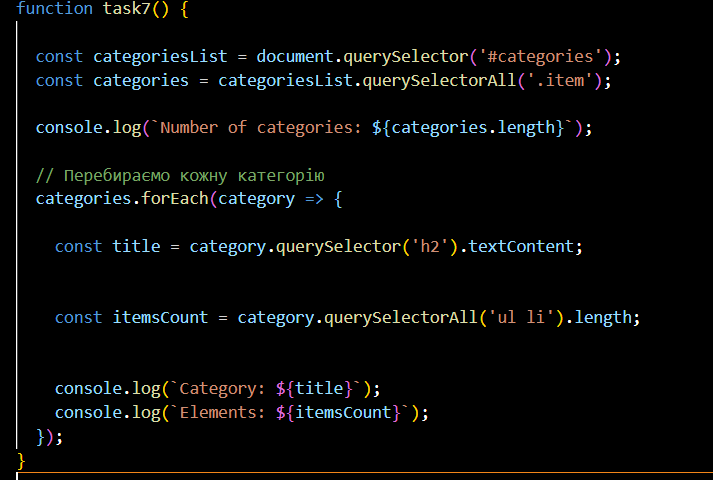 function task7() {
const categoriesList = document.querySelector('#categories');
const categories = categoriesList.querySelectorAll('.item');
console.log(`Number of categories: ${categories.length}`);
// Перебираємо кожну категорію
categories.forEach(category => {
const title = category.querySelector('h2').textContent;
const itemsCount = category.querySelectorAll('ul li').length;
console.log(`Category: ${title}`);
console.log(`Elements: ${itemsCount}`);
});
}